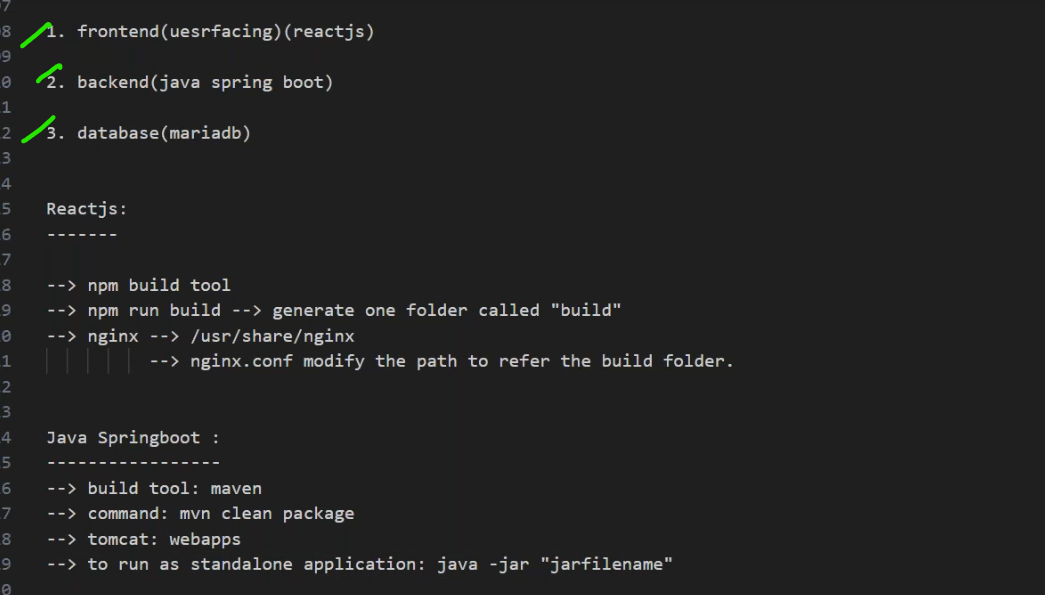 8 1. frontend(uesrfacing)(reactjs)
9
0 2. backend(java spring boot)
1
2 3. database(mariadb)
3
4
5 Reactjs:
6 -------
7
8 --> npm build tool
9 --> npm run build --> generate one folder called "build"
0 --> nginx --> /usr/share/nginx
1 --> nginx.conf modify the path to refer the build folder.
2
3
4 Java Springboot :
5 -----------------
6 --> build tool: maven
7 --> command: mvn clean package
8 --> tomcat: webapps
9 --> to run as standalone application: java -jar "jarfilename"
0